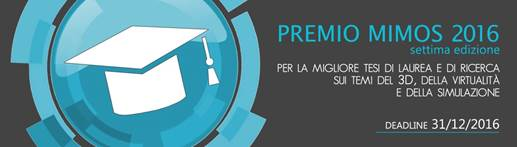 PREMIO MIMOS 2016
settima edizione
PER LA MIGLIORE TESI DI LAUREA E DI RICERCA
SUI TEMI DEL 3D, DELLA VIRTUALITÀ
E DELLA SIMULAZIONE
DEADLINE 31/12/2016